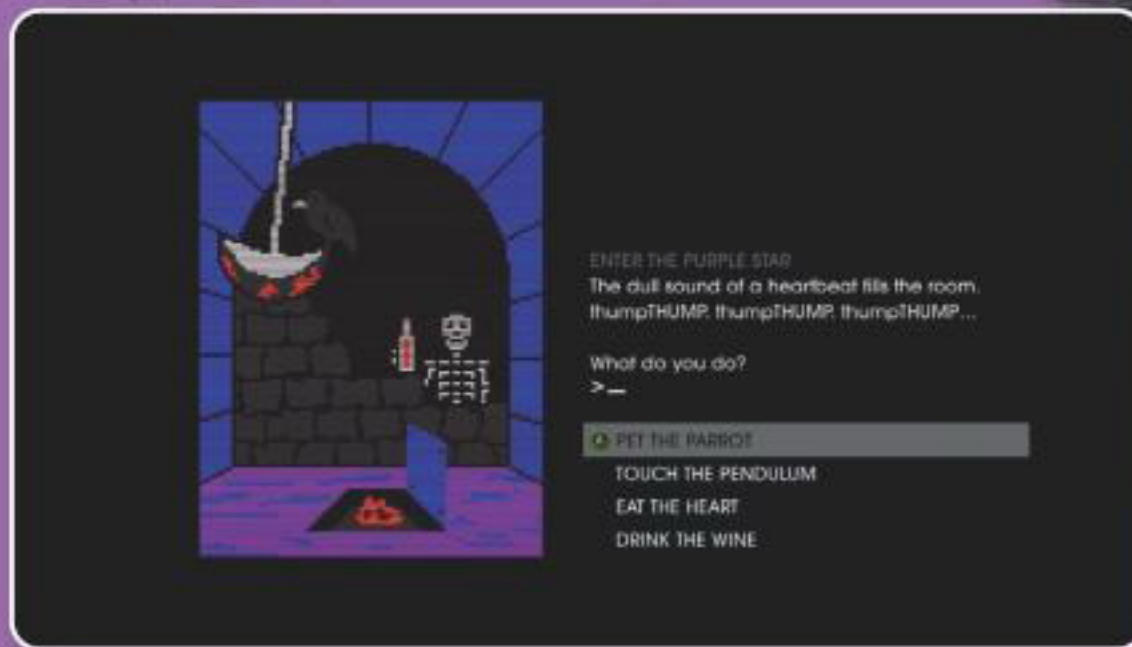 ENTER THE PURPLE STAR
The dull sound of a heartbeat fills the room.
thumpTHUMP. thumpTHUMP. thumpTHUMP...
What do you do?
>_
PET THE PARROT
TOUCH THE PENDULUM
EAT THE HEART
DRINK THE WINE